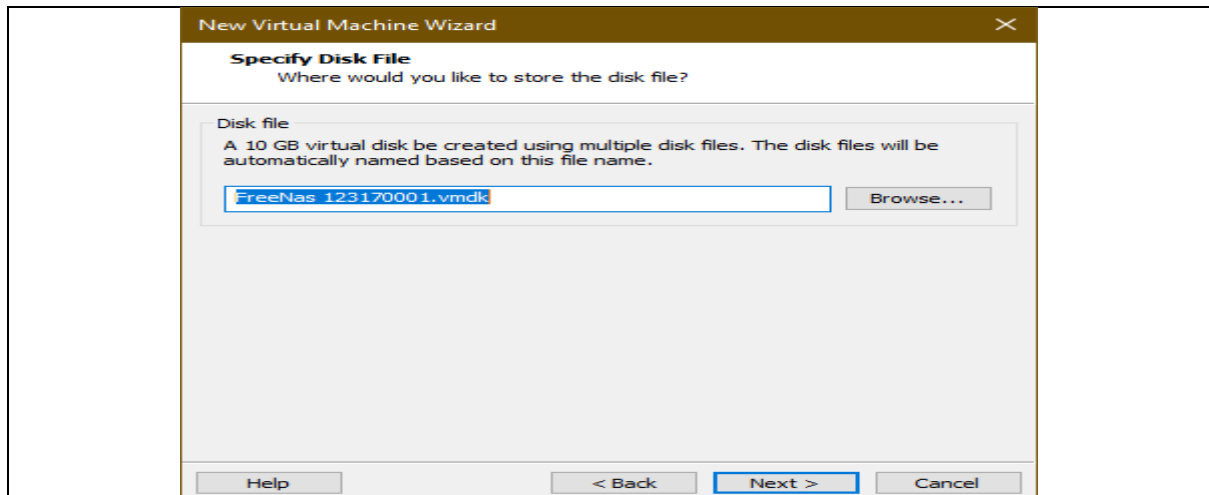 New Virtual Machine Wizard
Specify Disk File
Where would you like to store the disk file?
Disk file
A 10 GB virtual disk be created using multiple disk files. The disk files will be
automatically named based on this file name.
FreeNas 123170001.vmdk
Browse...
Help
< Back
Next >
Cancel